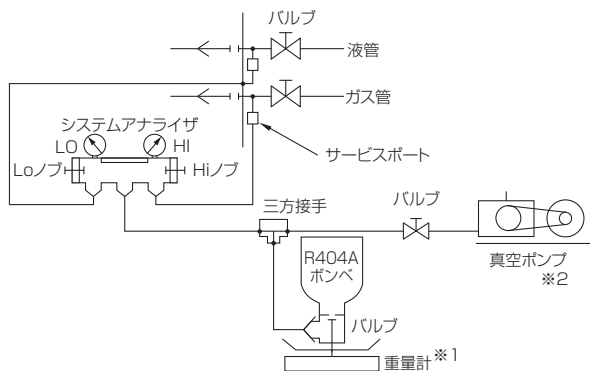 バルブ
液管
ガス管
システムアナライザ
LO
HI
Loノブ
Hiノブ
サービスポート
三方接手
バルブ
R404A
ボンベ
真空ポンプ
※2
バルブ
重量計※1